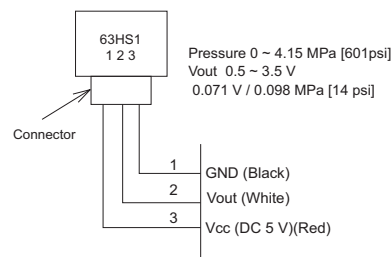 63HS1
1 2 3
Pressure 0 ~ 4.15 MPa [601psi]
Vout 0.5 ~ 3.5 V
0.071 V / 0.098 MPa [14 psi]
Connector
1 GND (Black)
2 Vout (White)
3 Vcc (DC 5 V)(Red)